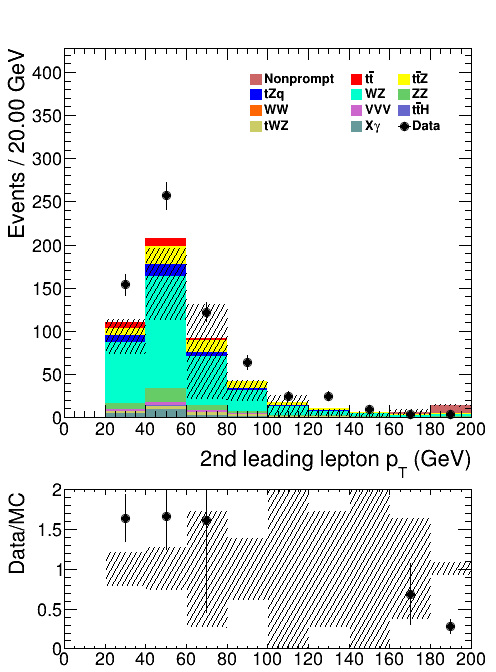 Events / 20.00 GeV
400
350
300
250
200
150
100
50
0
Nonprompt tt̄ tt̄Z
tZq WZ ZZ
WW VVV tt̄H
tWZ Xγ Data
0 20 40 60 80 100 120 140 160 180 200
2nd leading lepton p_T (GeV)
Data/MC
2
1.5
1
0.5
0
0 20 40 60 80 100 120 140 160 180 200